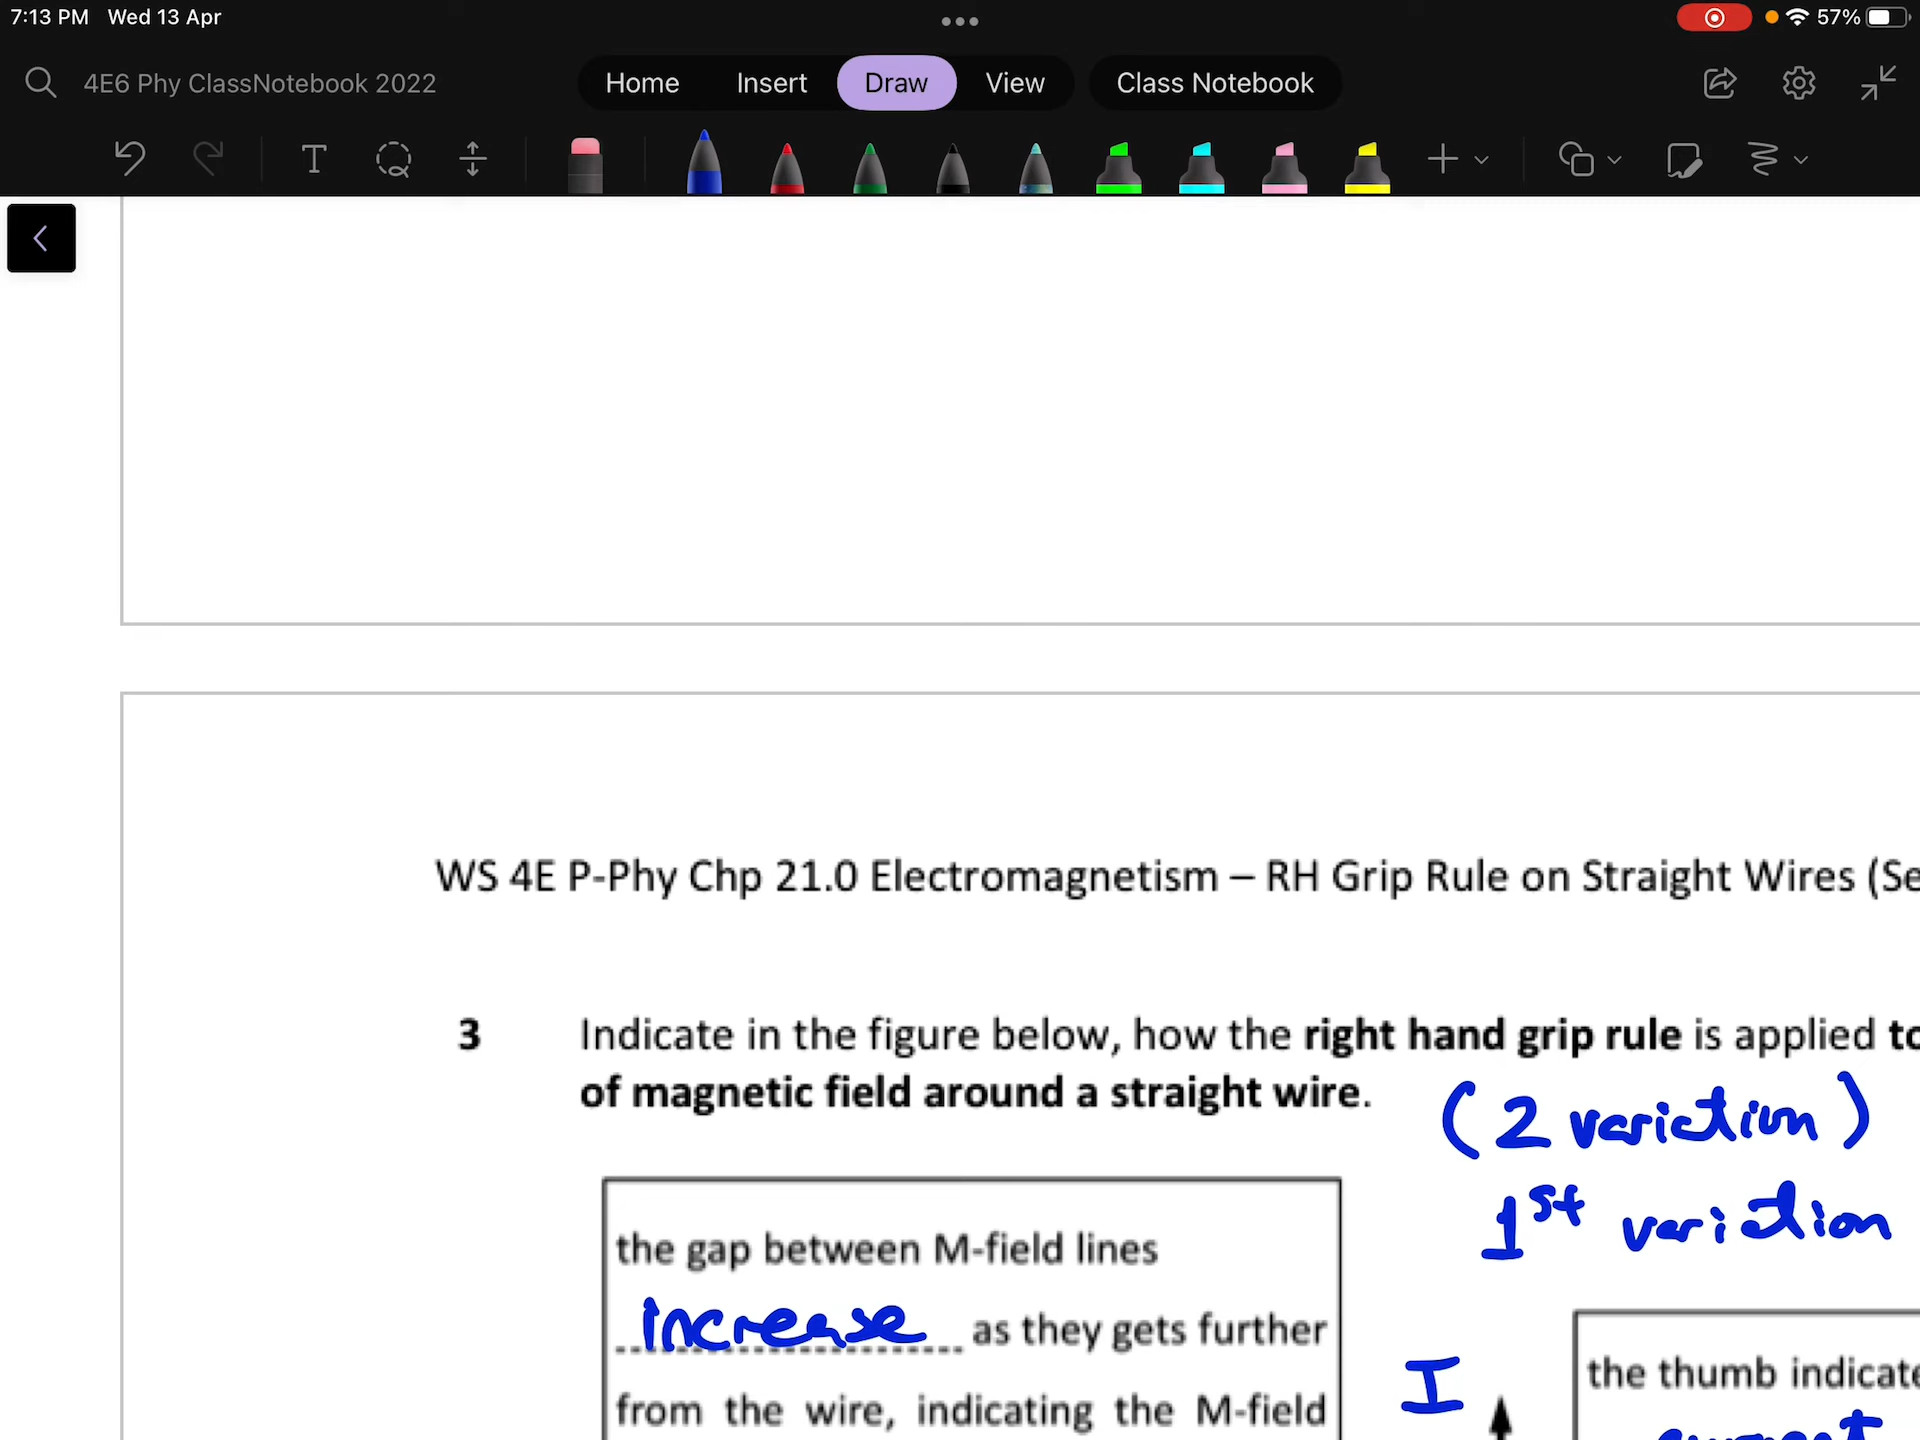 7:13 PM Wed 13 Apr
57%
4E6 Phy ClassNotebook 2022
Home Insert Draw View Class Notebook
WS 4E P-Phy Chp 21.0 Electromagnetism – RH Grip Rule on Straight Wires (Se
3 Indicate in the figure below, how the right hand grip rule is applied to
of magnetic field around a straight wire.
(2 variation)
1st variation
the gap between M-field lines
increase as they gets further
from the wire, indicating the M-field
I
the thumb indicate
current